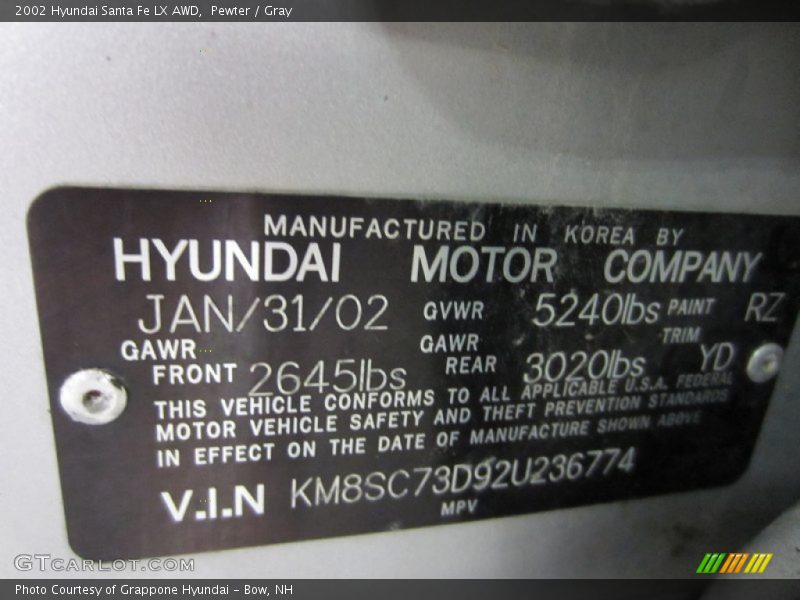 2002 Hyundai Santa Fe LX AWD, Pewter / Gray
MANUFACTURED IN KOREA BY
HYUNDAI MOTOR COMPANY
JAN/31/02 GVWR 5240lbs PAINT RZ
GAWR FRONT 2645lbs GAWR REAR 3020lbs TRIM YD
THIS VEHICLE CONFORMS TO ALL APPLICABLE U.S.A. FEDERAL
MOTOR VEHICLE SAFETY AND THEFT PREVENTION STANDARDS
IN EFFECT ON THE DATE OF MANUFACTURE SHOWN ABOVE
V.I.N KM8SC73D92U236774
MPV
GTCARLOT.COM
Photo Courtesy of Grappone Hyundai - Bow, NH